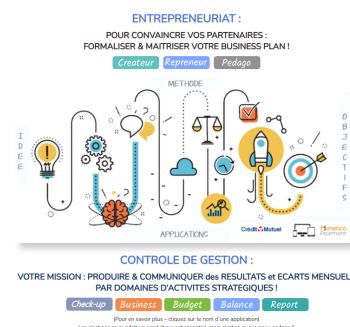 ENTREPRENEURIAT :
POUR CONVAINCRE VOS PARTENAIRES :
FORMALISER & MAITRISER VOTRE BUSINESS PLAN !
Createur Repreneur Pedago
METHODE
IDEE
OBJECTIFS
APPLICATIONS
Crédit Mutuel
Monetico
Paiement
CONTROLE DE GESTION :
VOTRE MISSION : PRODUIRE & COMMUNIQUER des RESULTATS et ECARTS MENSUEL
PAR DOMAINES D'ACTIVITES STRATEGIQUES !
Check-up Business Budget Balance Report
(Pour en savoir plus – cliquez sur le nom d'une application)